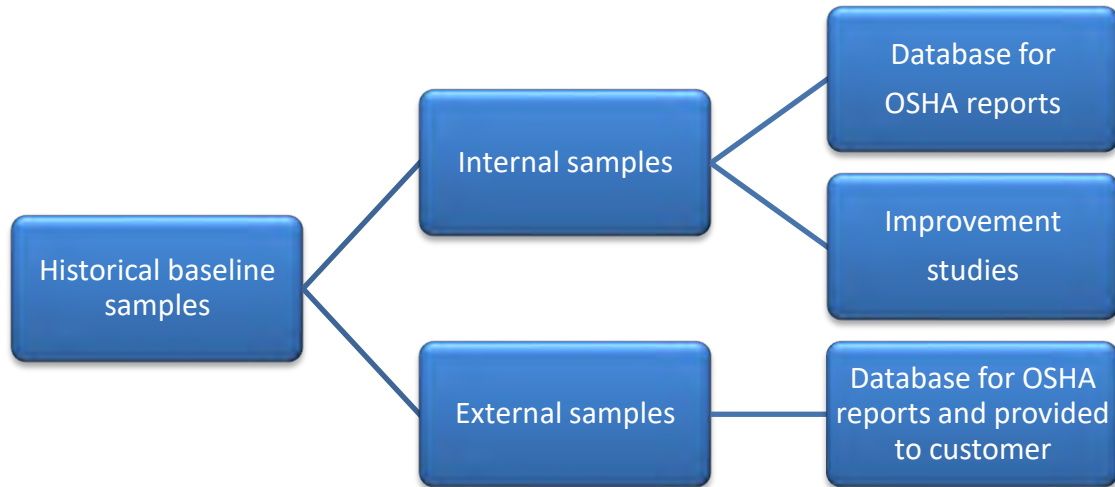 Historical baseline
samples
Internal samples
External samples
Database for
OSHA reports
Improvement
studies
Database for OSHA
reports and provided
to customer